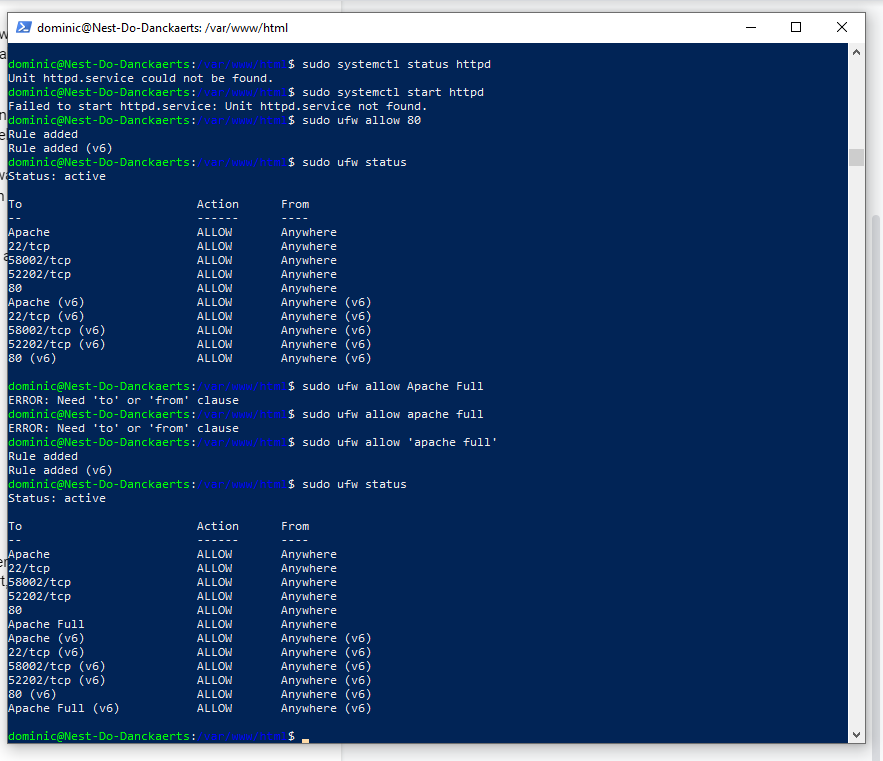 dominic@Nest-Do-Danckaerts: /var/www/html
dominic@Nest-Do-Danckaerts:/var/www/html$ sudo systemctl status httpd
Unit httpd.service could not be found.
dominic@Nest-Do-Danckaerts:/var/www/html$ sudo systemctl start httpd
Failed to start httpd.service: Unit httpd.service not found.
dominic@Nest-Do-Danckaerts:/var/www/html$ sudo ufw allow 80
Rule added
Rule added (v6)
dominic@Nest-Do-Danckaerts:/var/www/html$ sudo ufw status
Status: active
To Action From
-- ------ ----
Apache ALLOW Anywhere
22/tcp ALLOW Anywhere
58002/tcp ALLOW Anywhere
52202/tcp ALLOW Anywhere
80 ALLOW Anywhere
Apache (v6) ALLOW Anywhere (v6)
22/tcp (v6) ALLOW Anywhere (v6)
58002/tcp (v6) ALLOW Anywhere (v6)
52202/tcp (v6) ALLOW Anywhere (v6)
80 (v6) ALLOW Anywhere (v6)
dominic@Nest-Do-Danckaerts:/var/www/html$ sudo ufw allow Apache Full
ERROR: Need 'to' or 'from' clause
dominic@Nest-Do-Danckaerts:/var/www/html$ sudo ufw allow apache full
ERROR: Need 'to' or 'from' clause
dominic@Nest-Do-Danckaerts:/var/www/html$ sudo ufw allow 'apache full'
Rule added
Rule added (v6)
dominic@Nest-Do-Danckaerts:/var/www/html$ sudo ufw status
Status: active
To Action From
-- ------ ----
Apache ALLOW Anywhere
22/tcp ALLOW Anywhere
58002/tcp ALLOW Anywhere
52202/tcp ALLOW Anywhere
80 ALLOW Anywhere
Apache Full ALLOW Anywhere
Apache (v6) ALLOW Anywhere (v6)
22/tcp (v6) ALLOW Anywhere (v6)
58002/tcp (v6) ALLOW Anywhere (v6)
52202/tcp (v6) ALLOW Anywhere (v6)
80 (v6) ALLOW Anywhere (v6)
Apache Full (v6) ALLOW Anywhere (v6)
dominic@Nest-Do-Danckaerts:/var/www/html$